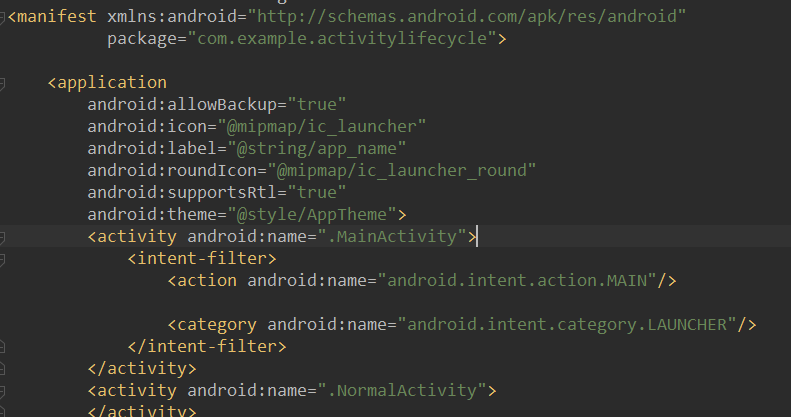 <manifest xmlns:android="http://schemas.android.com/apk/res/android"
package="com.example.activitylifecycle">
<application
android:allowBackup="true"
android:icon="@mipmap/ic_launcher"
android:label="@string/app_name"
android:roundIcon="@mipmap/ic_launcher_round"
android:supportsRtl="true"
android:theme="@style/AppTheme">
<activity android:name=".MainActivity">
<intent-filter>
<action android:name="android.intent.action.MAIN"/>
<category android:name="android.intent.category.LAUNCHER"/>
</intent-filter>
</activity>
<activity android:name=".NormalActivity">
</activity>